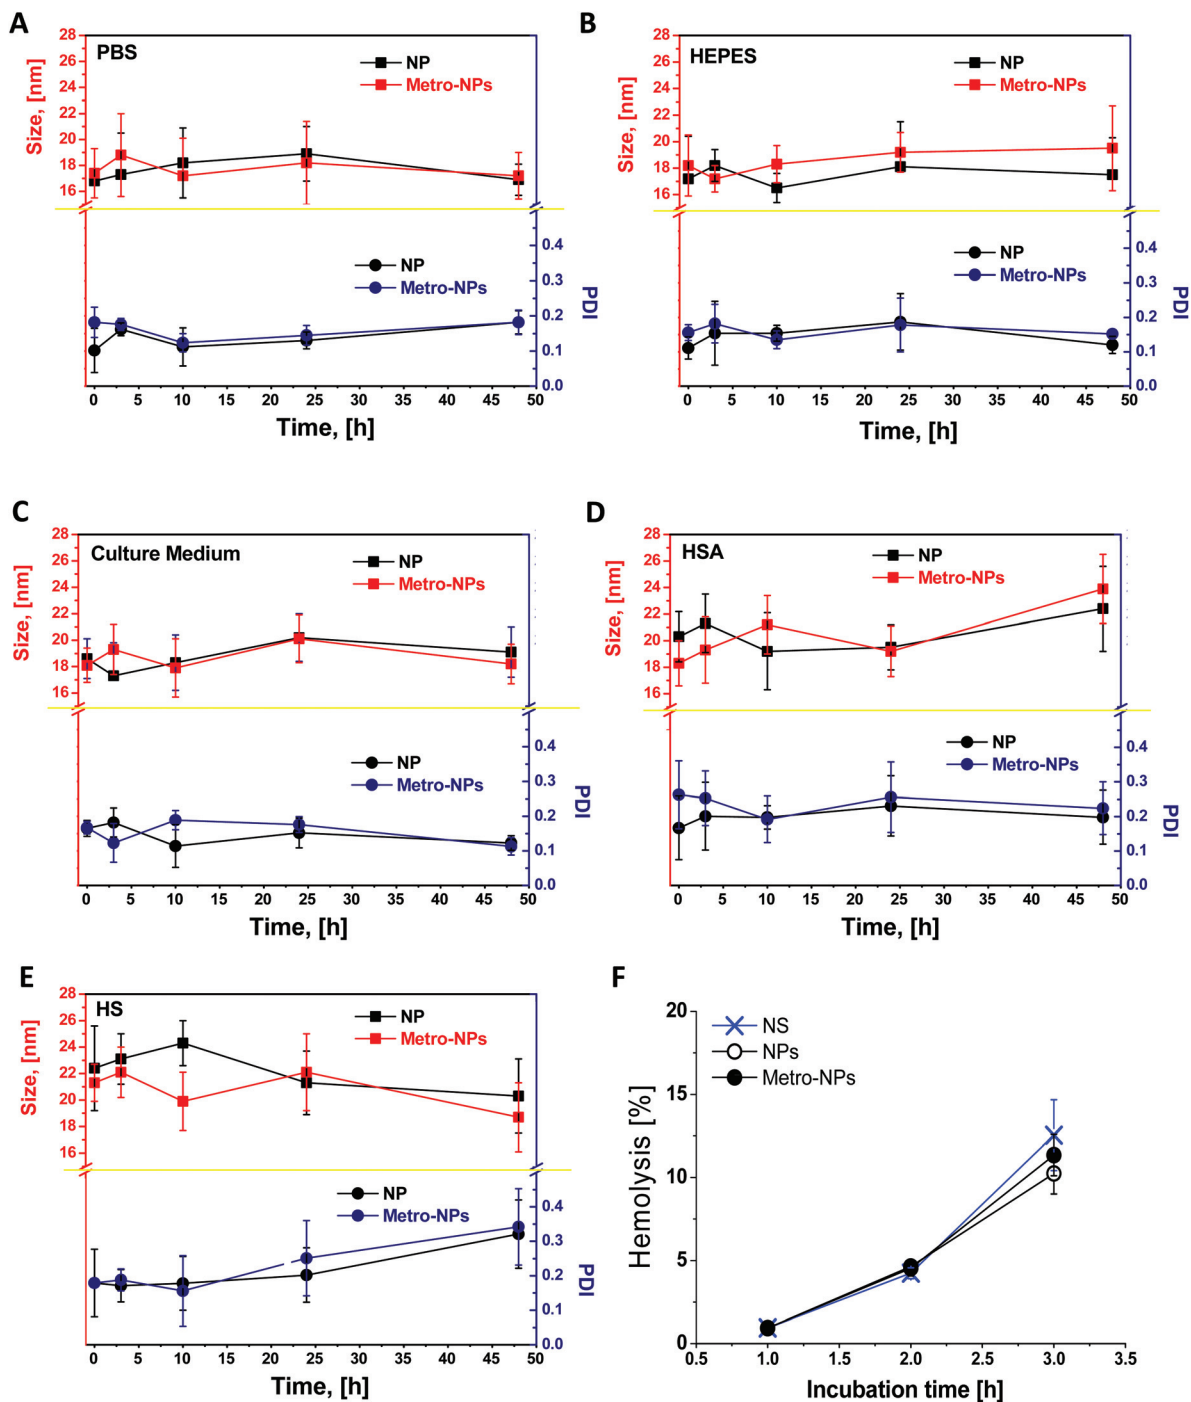 A
PBS
NP
Metro-NPs
Size, [nm]
28
26
24
22
20
18
16
NP
Metro-NPs
PDI
0.4
0.3
0.2
0.1
0.0
0 5 10 15 20 25 30 35 40 45 50
Time, [h]
B
HEPES
NP
Metro-NPs
Size, [nm]
28
26
24
22
20
18
16
NP
Metro-NPs
PDI
0.4
0.3
0.2
0.1
0.0
0 5 10 15 20 25 30 35 40 45 50
Time, [h]
C
Culture Medium
NP
Metro-NPs
Size, [nm]
28
26
24
22
20
18
16
NP
Metro-NPs
PDI
0.4
0.3
0.2
0.1
0.0
0 5 10 15 20 25 30 35 40 45 50
Time, [h]
D
HSA
NP
Metro-NPs
Size, [nm]
28
26
24
22
20
18
16
NP
Metro-NPs
PDI
0.4
0.3
0.2
0.1
0.0
0 5 10 15 20 25 30 35 40 45 50
Time, [h]
E
HS
NP
Metro-NPs
Size, [nm]
28
26
24
22
20
18
16
NP
Metro-NPs
PDI
0.4
0.3
0.2
0.1
0.0
0 5 10 15 20 25 30 35 40 45 50
Time, [h]
F
NS
NPs
Metro-NPs
Hemolysis [%]
20
15
10
5
0
0.5 1.0 1.5 2.0 2.5 3.0 3.5
Incubation time [h]